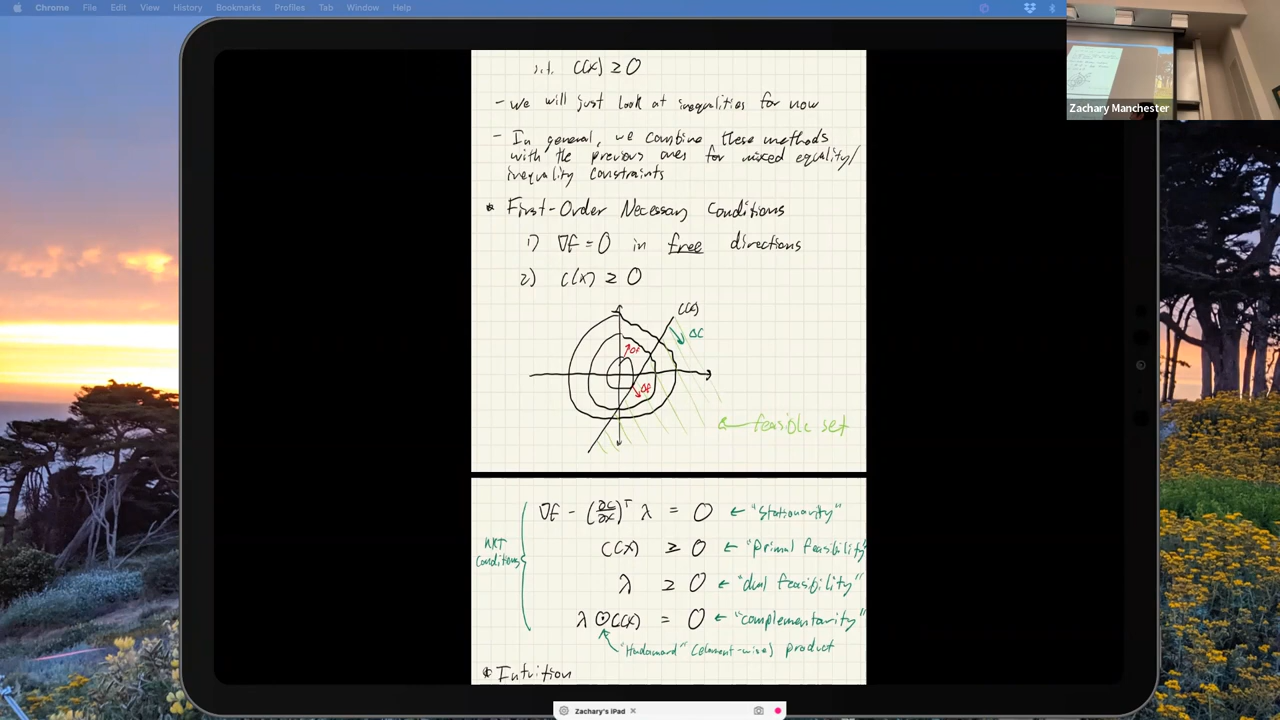 Chrome File Edit View History Bookmarks Profiles Tab Window Help
Zachary Manchester
s.t. C(x) ≥ 0
- we will just look at inequalities for now
- In general, we combine these methods
with the previous ones for mixed equality/
inequality constraints
* First-Order Necessary Conditions
1) ∇f = 0 in free directions
2) C(x) ≥ 0
C(x)
∇C
∇f
∇f
← feasible set
∇f - (∂C/∂x)ᵀ λ = 0 ← "Stationarity"
C(x) ≥ 0 ← "primal feasibility"
KKT
Conditions
λ ≥ 0 ← "dual feasibility"
λ ⊙ C(x) = 0 ← "complementarity"
"Hadamard" (element-wise) product
* Intuition
Zachary's iPad